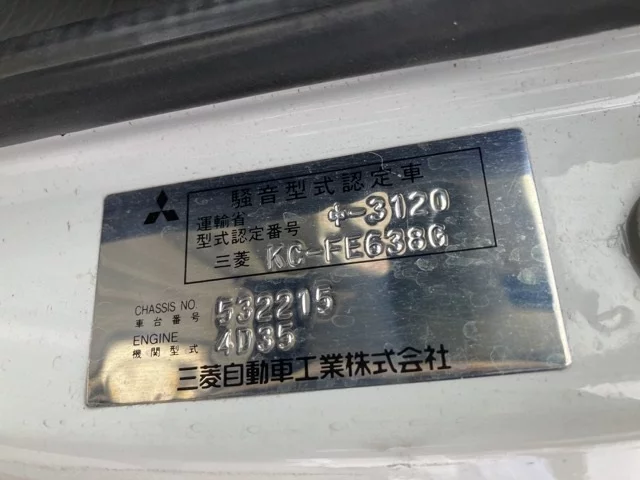 騒音型式認定車
運輸省
型式認定番号 キ-3120
三菱 KC-FE638G
CHASSIS NO.
車台番号 532215
ENGINE
機関型式 4D35
三菱自動車工業株式会社